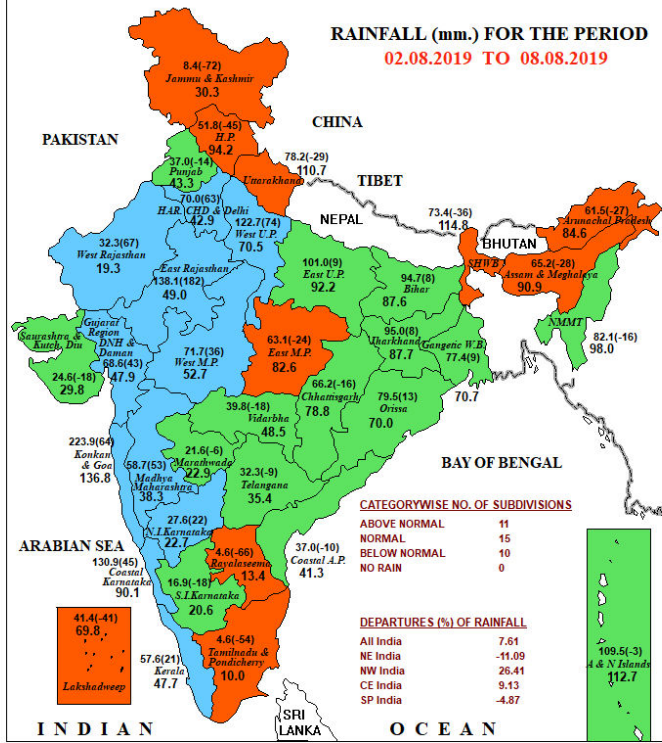 RAINFALL (mm.) FOR THE PERIOD
02.08.2019 TO 08.08.2019
8.4(-72)
Jammu & Kashmir
30.3
51.8(-45)
H.P.
94.2
CHINA
PAKISTAN
37.0(-14)
Punjab
43.3
78.2(-29)
110.7
Uttarakhand
TIBET
70.0(63)
HAR. CHD & Delhi
42.9
122.7(74)
West U.P.
70.5
NEPAL
73.4(-36)
114.8
61.5(-27)
Arunachal Pradesh
84.6
BHUTAN
32.3(67)
West Rajasthan
19.3
East Rajasthan
138.1(182)
49.0
101.0(9)
East U.P.
92.2
94.7(8)
Bihar
87.6
SHWB
65.2(-28)
Assam & Meghalaya
90.9
NMMT
82.1(-16)
98.0
Saurashtra &
Kutch, Diu
24.6(-18)
29.8
Gujarat
Region
DNH &
Daman
68.6(43)
47.9
71.7(36)
West M.P.
52.7
63.1(-24)
East M.P.
82.6
95.0(8)
Jharkhand
87.7
Gangetic W.B.
77.4(9)
70.7
66.2(-16)
Chhattisgarh
78.8
79.5(13)
Orissa
70.0
39.8(-18)
Vidarbha
48.5
223.9(64)
Konkan
& Goa
136.8
21.6(-6)
Marathwada
22.9
58.7(53)
Madhya
Maharashtra
38.3
32.3(-9)
Telangana
35.4
BAY OF BENGAL
27.6(22)
N.I.Karnataka
22.7
ARABIAN SEA
130.9(45)
Coastal
Karnataka
90.1
4.6(-66)
Rayalaseema
13.4
37.0(-10)
Coastal A.P.
41.3
16.9(-18)
S.I.Karnataka
20.6
41.4(-41)
69.8
Lakshadweep
57.6(21)
Kerala
47.7
4.6(-54)
Tamilnadu &
Pondicherry
10.0
CATEGORYWISE NO. OF SUBDIVISIONS
ABOVE NORMAL 11
NORMAL 15
BELOW NORMAL 10
NO RAIN 0
DEPARTURES (%) OF RAINFALL
All India 7.61
NE India -11.09
NW India 26.41
CE India 9.13
SP India -4.87
109.5(-3)
A & N Islands
112.7
SRI
LANKA
INDIAN OCEAN